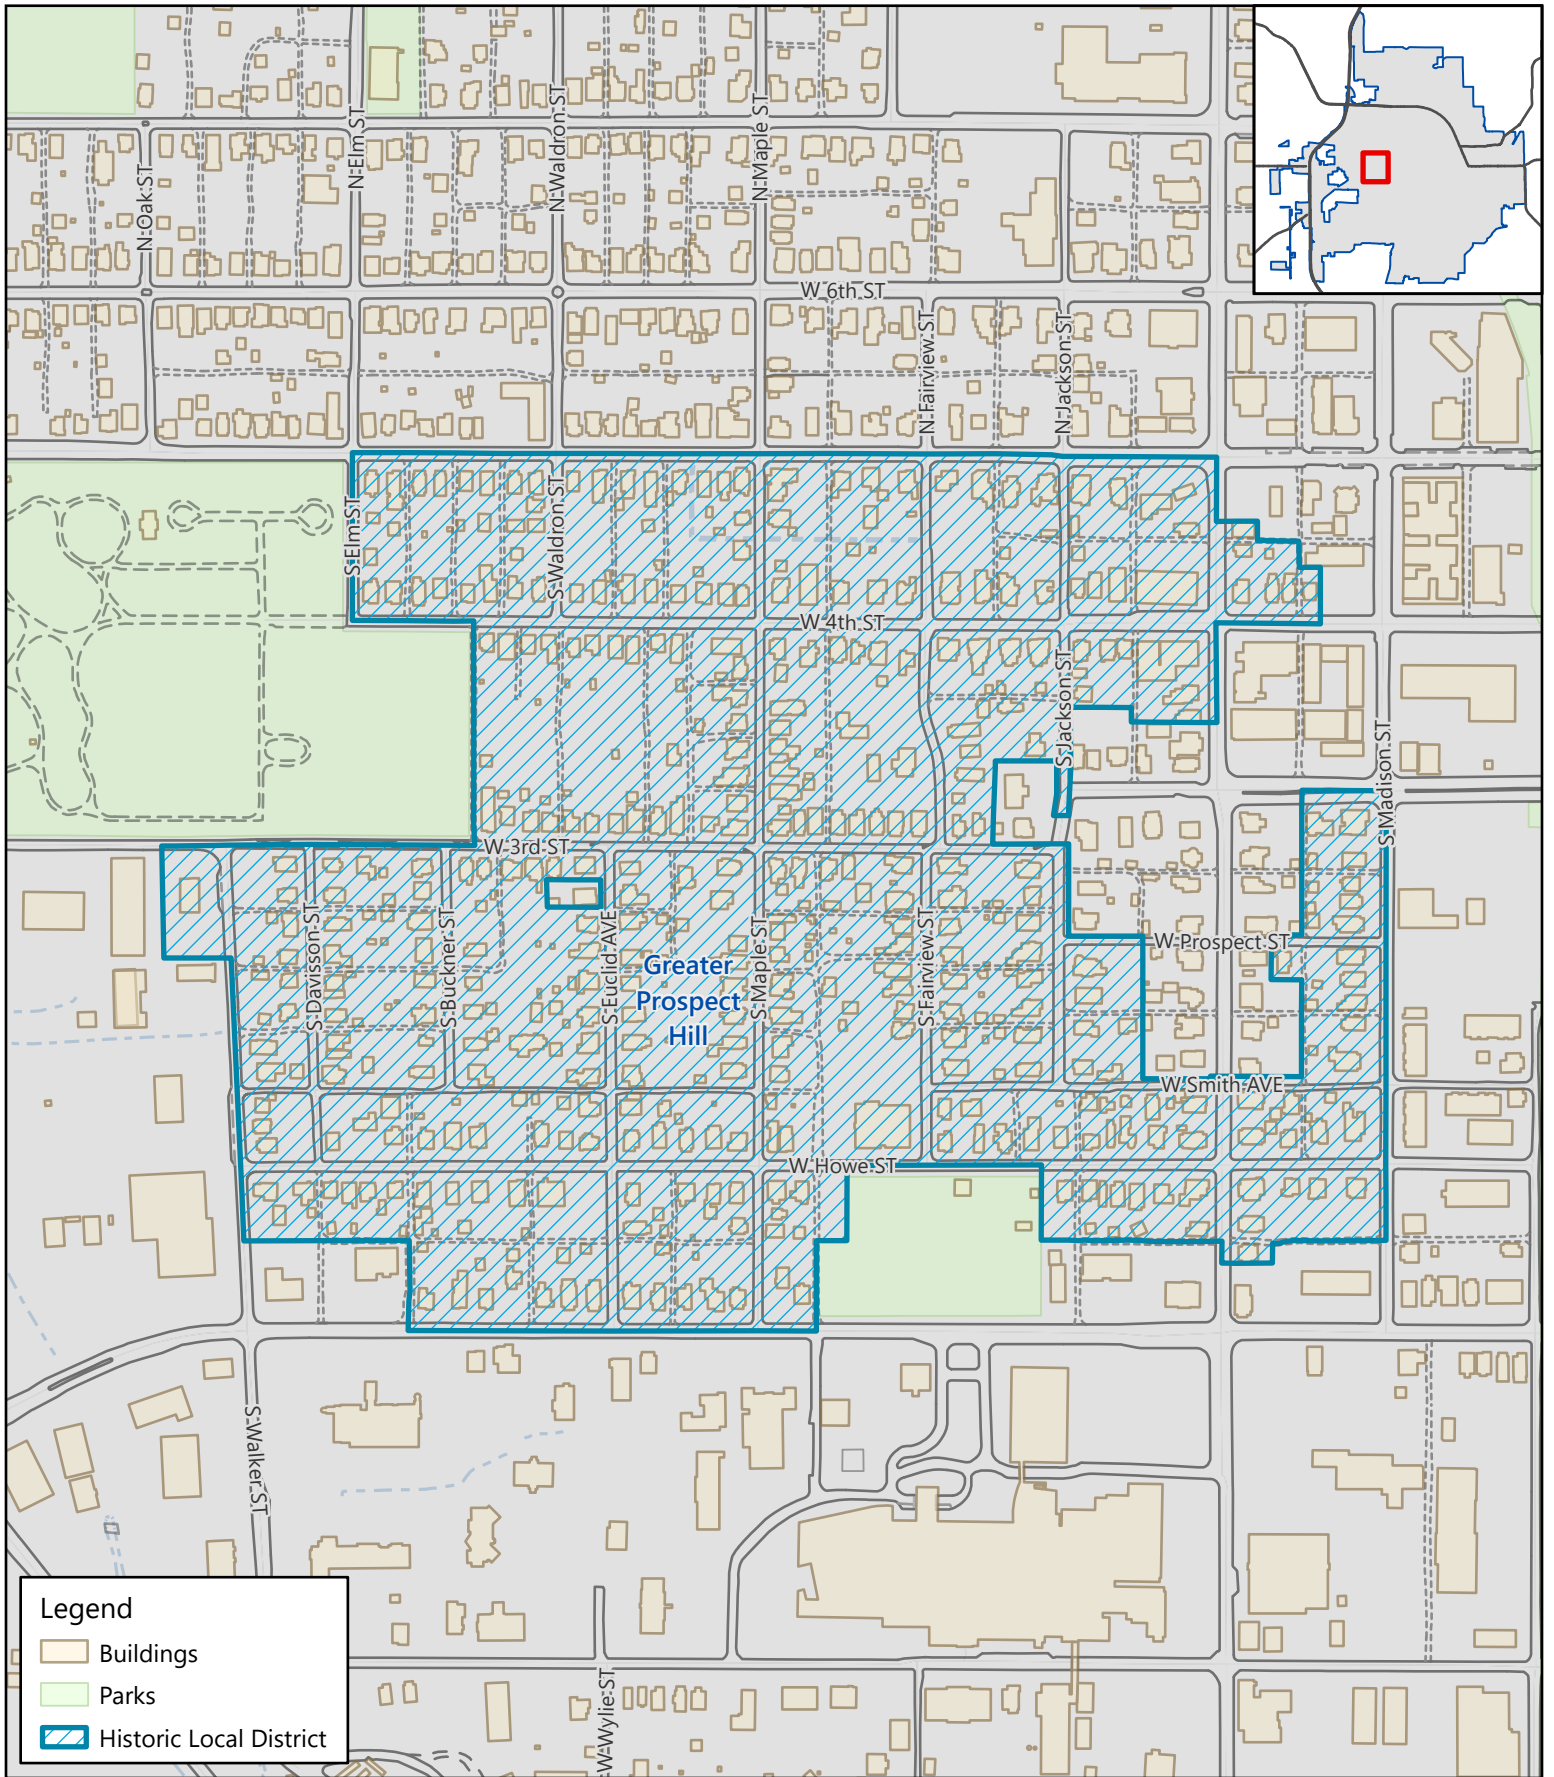 N Elm ST
N Waldron ST
N Maple ST
N Oak ST
W 6th ST
N Fairview ST
N Jackson ST
S Elm ST
S Waldron ST
W 4th ST
S Jackson ST
S Madison ST
W 3rd ST
S Davisson ST
S Buckner ST
S Euclid AVE
Greater
Prospect
Hill
S Maple ST
S Fairview ST
W Prospect ST
W Smith AVE
W Howe ST
S Walker ST
W Wylie ST
Legend
Buildings
Parks
Historic Local District